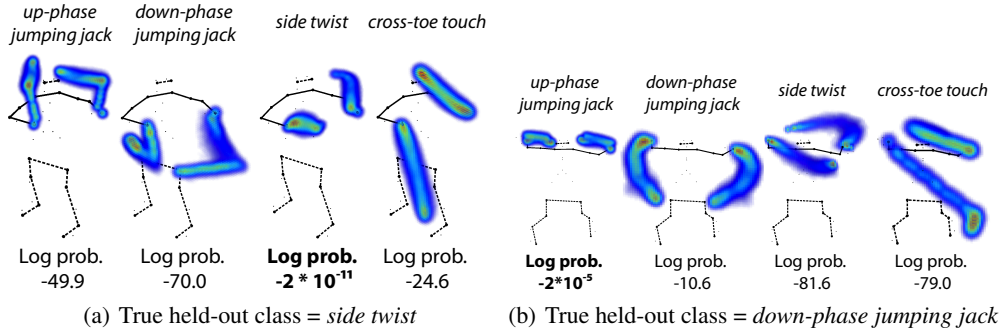 up-phase
jumping jack
down-phase
jumping jack
side twist
cross-toe touch
Log prob.
-49.9
Log prob.
-70.0
Log prob.
-2 * 10^-11
Log prob.
-24.6
(a) True held-out class = side twist
up-phase
jumping jack
down-phase
jumping jack
side twist
cross-toe touch
Log prob.
-2*10^-5
Log prob.
-10.6
Log prob.
-81.6
Log prob.
-79.0
(b) True held-out class = down-phase jumping jack